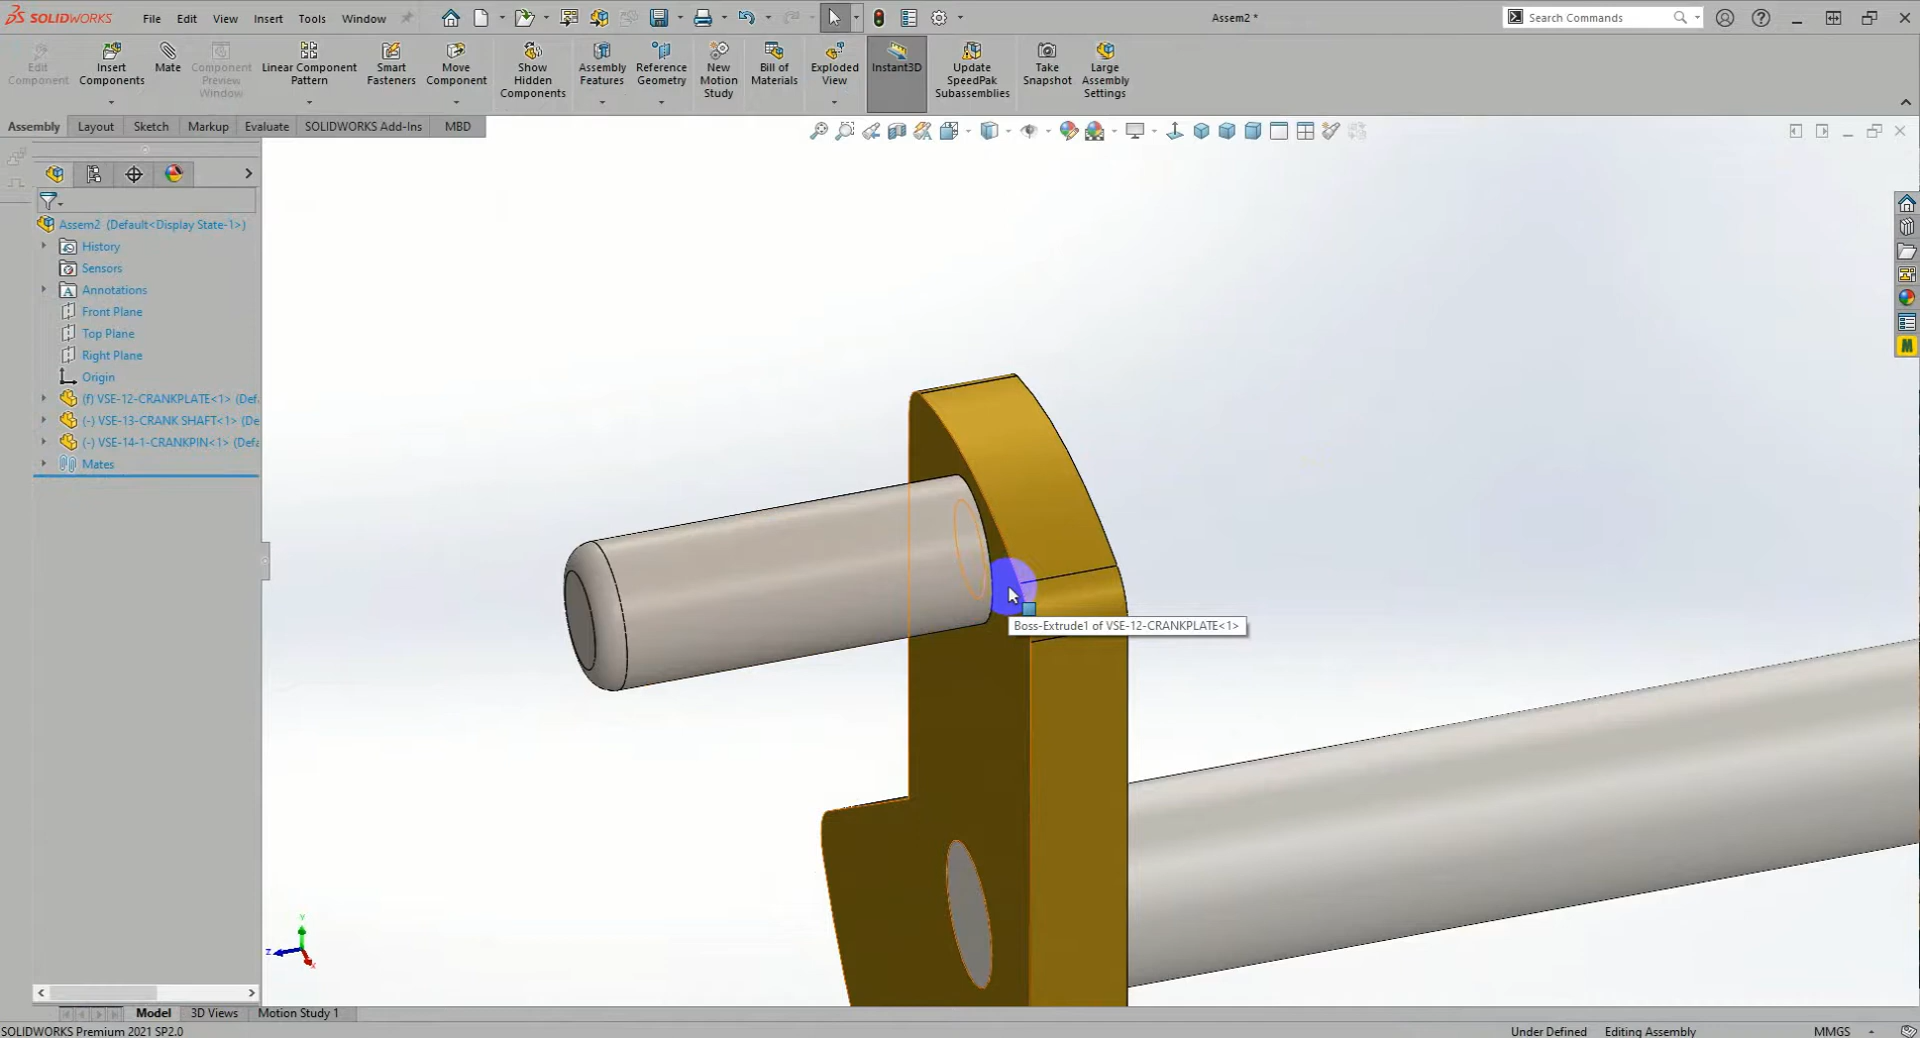 SOLIDWORKS File Edit View Insert Tools Window Assem2 * Search Commands
Edit Component
Insert Components
Mate
Component Preview Window
Linear Component Pattern
Smart Fasteners
Move Component
Show Hidden Components
Assembly Features
Reference Geometry
New Motion Study
Bill of Materials
Exploded View
Instant3D
Update SpeedPak Subassemblies
Take Snapshot
Large Assembly Settings
Assembly Layout Sketch Markup Evaluate SOLIDWORKS Add-Ins MBD
Assem2 (Default<Display State-1>)
History
Sensors
A Annotations
Front Plane
Top Plane
Right Plane
Origin
(f) VSE-12-CRANKPLATE<1> (Def
(-) VSE-13-CRANK SHAFT<1> (De
(-) VSE-14-1-CRANKPIN<1> (Defa
Mates
M
Boss-Extrude1 of VSE-12-CRANKPLATE<1>
Y
Z
X
Model 3D Views Motion Study 1
SOLIDWORKS Premium 2021 SP2.0 Under Defined Editing Assembly MMGS